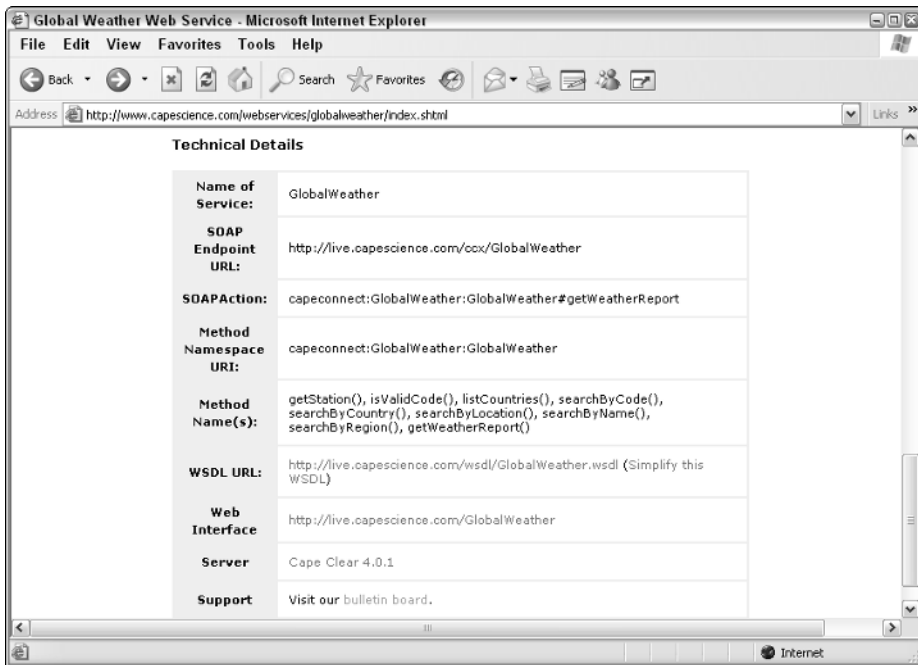 Global Weather Web Service - Microsoft Internet Explorer
File Edit View Favorites Tools Help
Back Search Favorites
Address http://www.capescience.com/webservices/globalweather/index.shtml Links »
Technical Details
Name of
Service:
GlobalWeather
SOAP
Endpoint
URL:
http://live.capescience.com/ccx/GlobalWeather
SOAPAction:
capeconnect:GlobalWeather:GlobalWeather#getWeatherReport
Method
Namespace
URI:
capeconnect:GlobalWeather:GlobalWeather
Method
Name(s):
getStation(), isValidCode(), listCountries(), searchByCode(),
searchByCountry(), searchByLocation(), searchByName(),
searchByRegion(), getWeatherReport()
WSDL URL:
http://live.capescience.com/wsdl/GlobalWeather.wsdl (Simplify this
WSDL)
Web
Interface
http://live.capescience.com/GlobalWeather
Server
Cape Clear 4.0.1
Support
Visit our bulletin board.
Internet